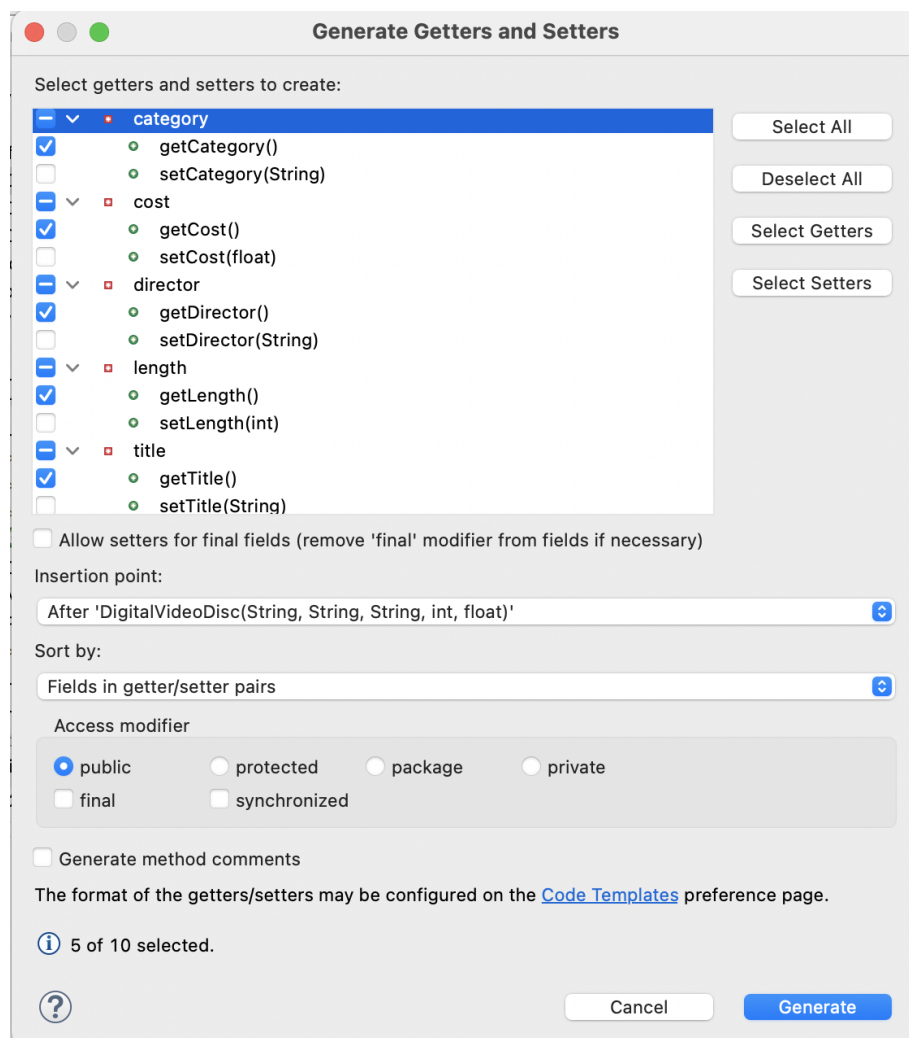 Generate Getters and Setters
Select getters and setters to create:
category
getCategory()
setCategory(String)
cost
getCost()
setCost(float)
director
getDirector()
setDirector(String)
length
getLength()
setLength(int)
title
getTitle()
setTitle(String)
Select All
Deselect All
Select Getters
Select Setters
Allow setters for final fields (remove 'final' modifier from fields if necessary)
Insertion point:
After 'DigitalVideoDisc(String, String, String, int, float)'
Sort by:
Fields in getter/setter pairs
Access modifier
public protected package private
final synchronized
Generate method comments
The format of the getters/setters may be configured on the Code Templates preference page.
5 of 10 selected.
Cancel Generate